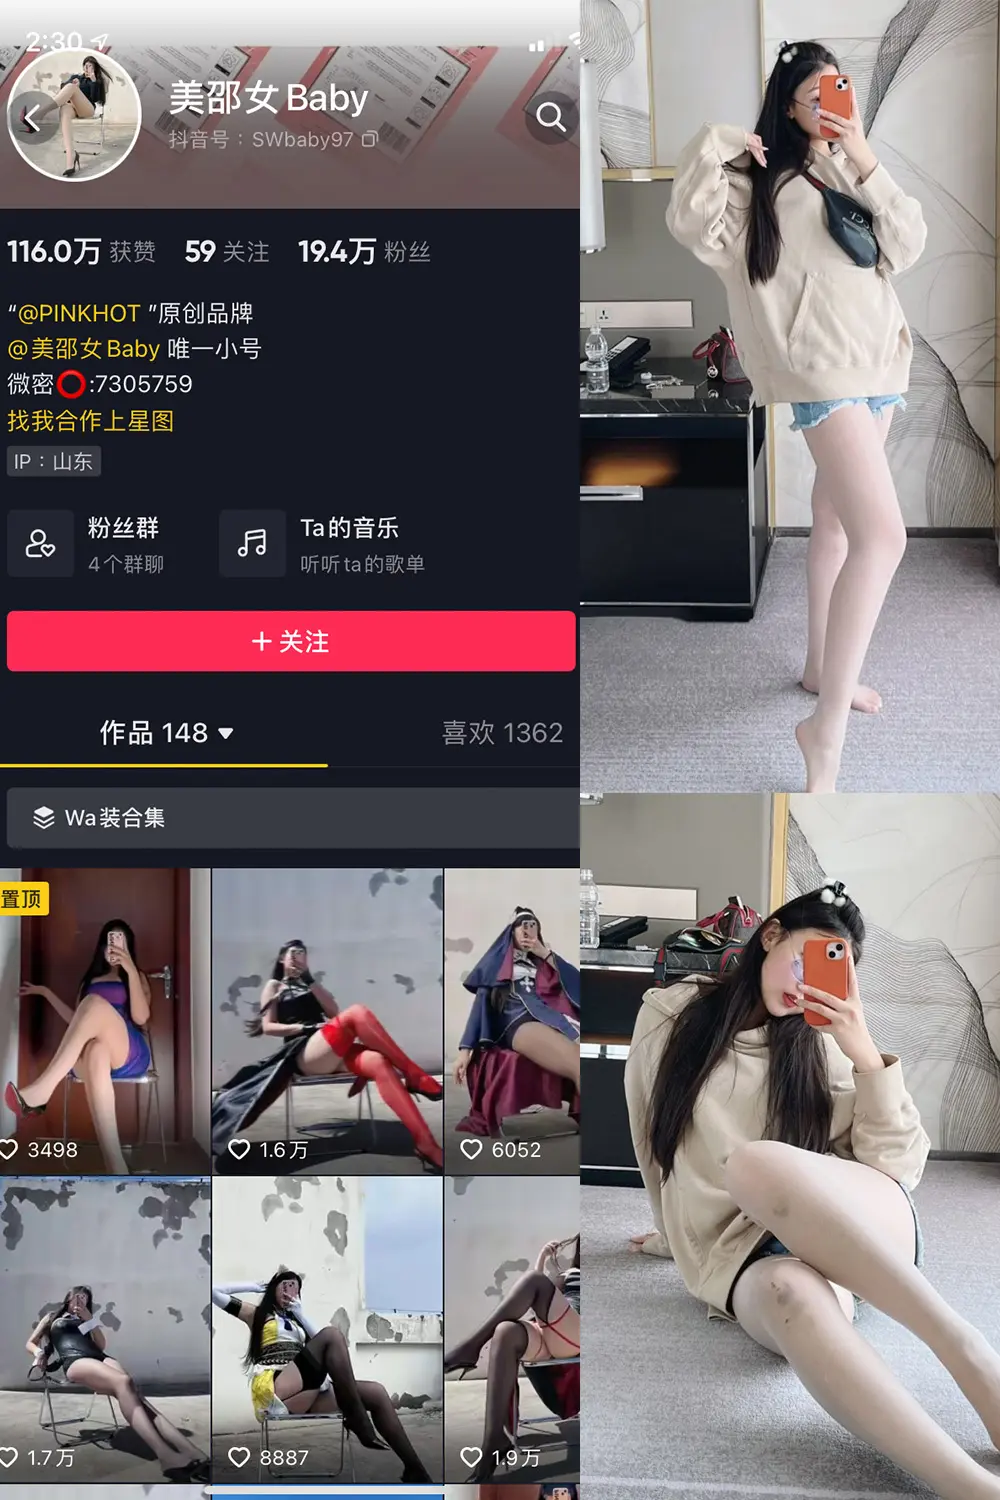 2:30
美邵女Baby
抖音号：SWbaby97
116.0万 获赞 59 关注 19.4万 粉丝
“@PINKHOT ”原创品牌
@美邵女Baby 唯一小号
微密⭕:7305759
找我合作上星图
IP：山东
粉丝群
4个群聊
Ta的音乐
听听ta的歌单
+ 关注
作品 148 ▼
喜欢 1362
Wa装合集
置顶
3498
1.6万
6052
1.7万
8887
1.9万